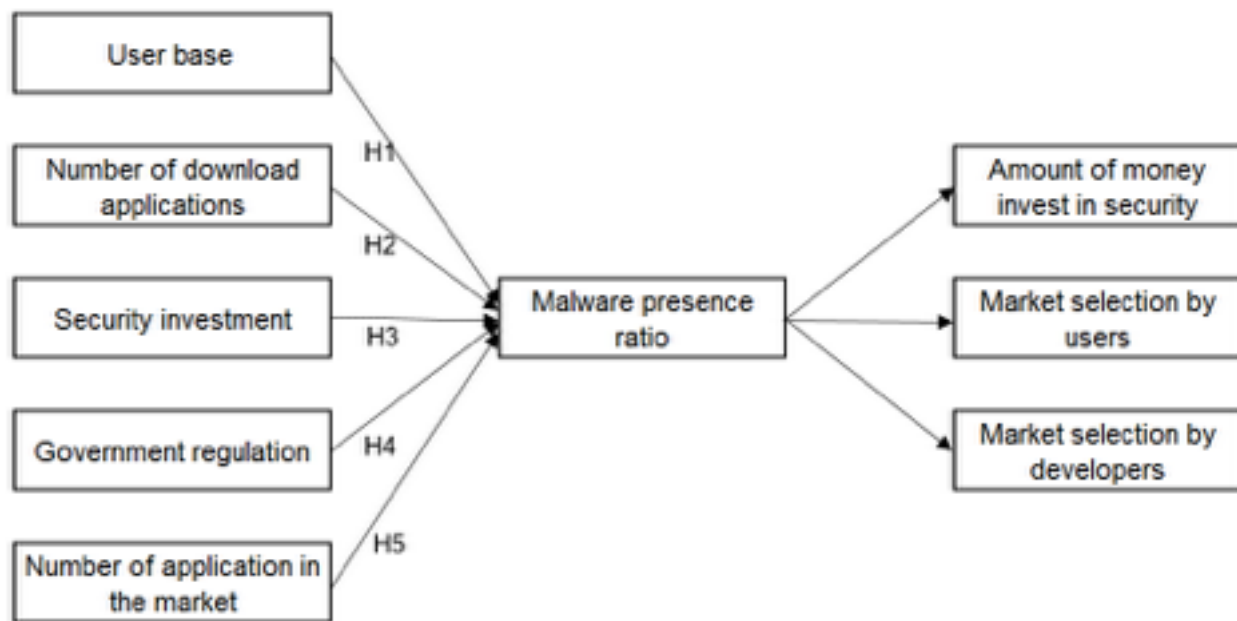 User base
H1
Number of download
applications
H2
Security investment
H3
Government regulation
H4
Number of application in
the market
H5
Malware presence
ratio
Amount of money
invest in security
Market selection by
users
Market selection by
developers